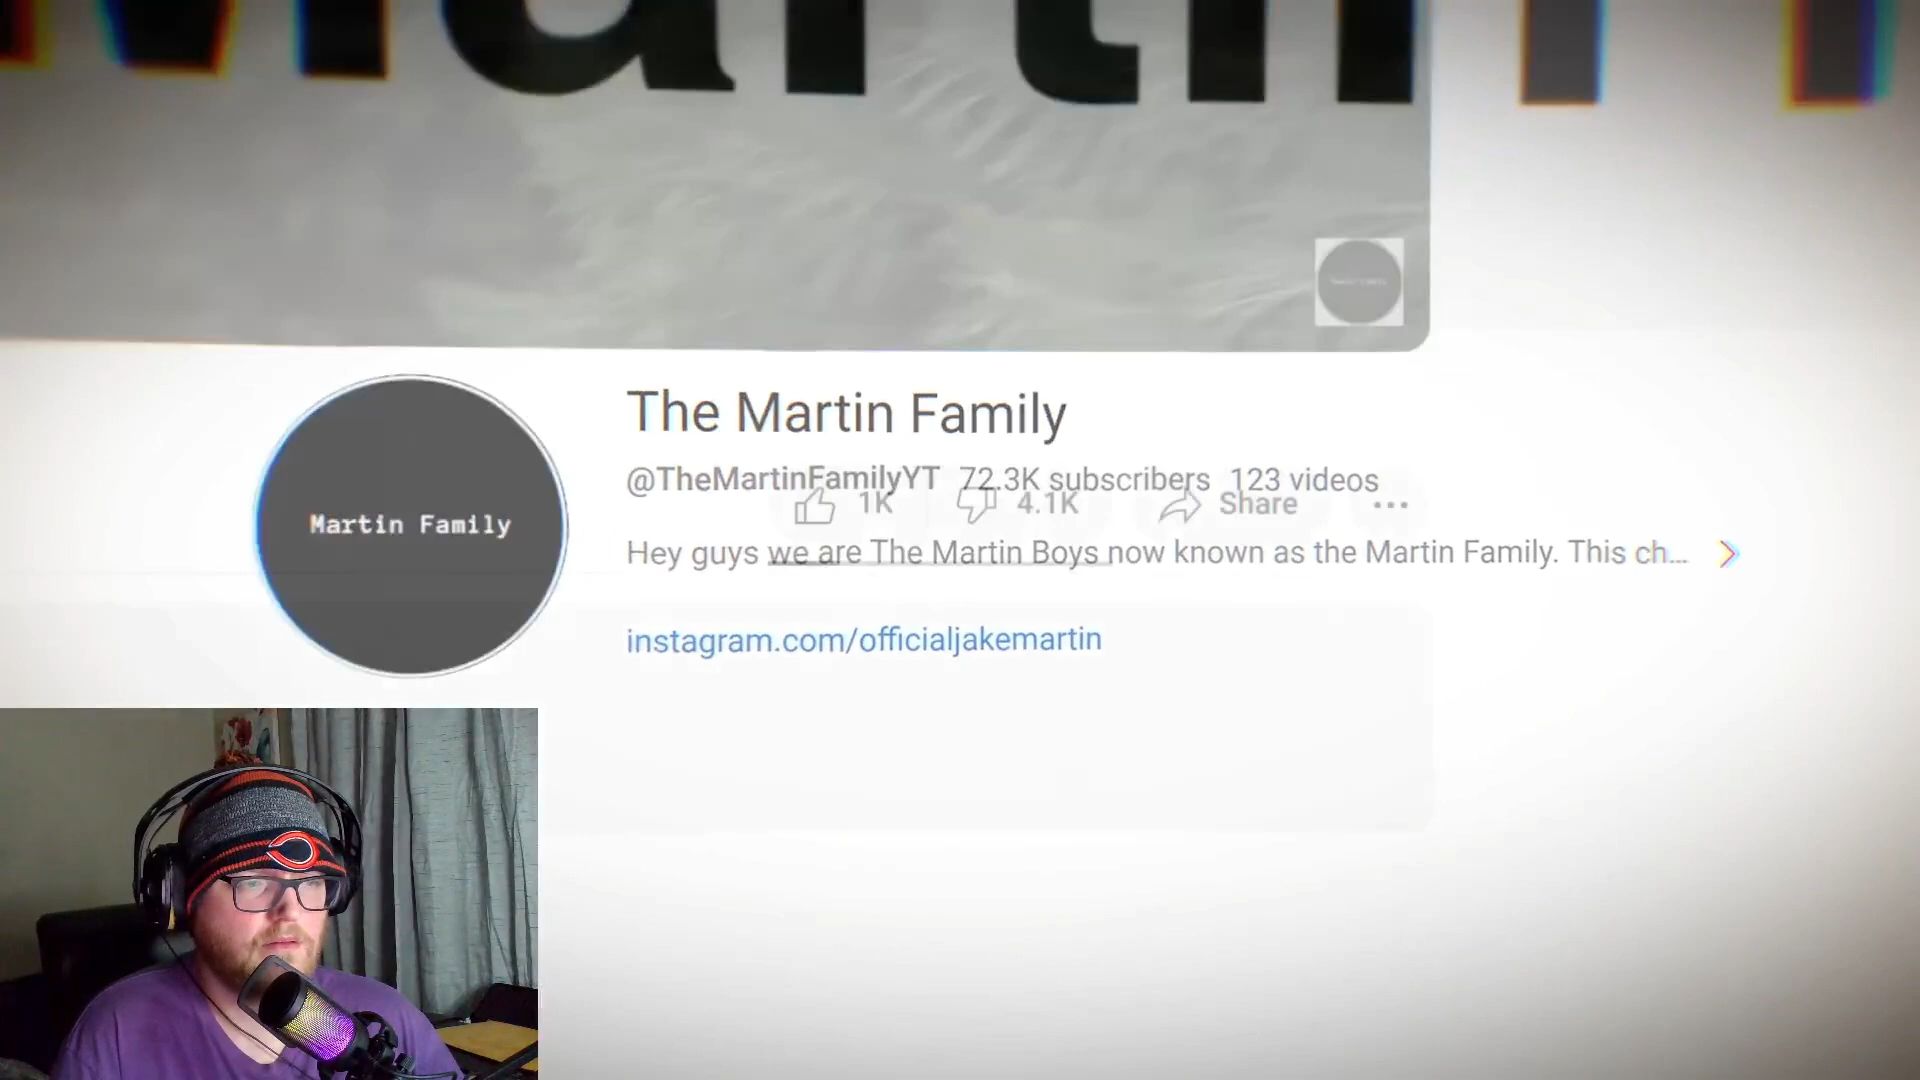 Martin
The Martin Family
@TheMartinFamilyYT 72.3K subscribers 123 videos
1K 4.1K Share ...
Hey guys we are The Martin Boys now known as the Martin Family. This ch...
Martin Family
instagram.com/officialjakemartin